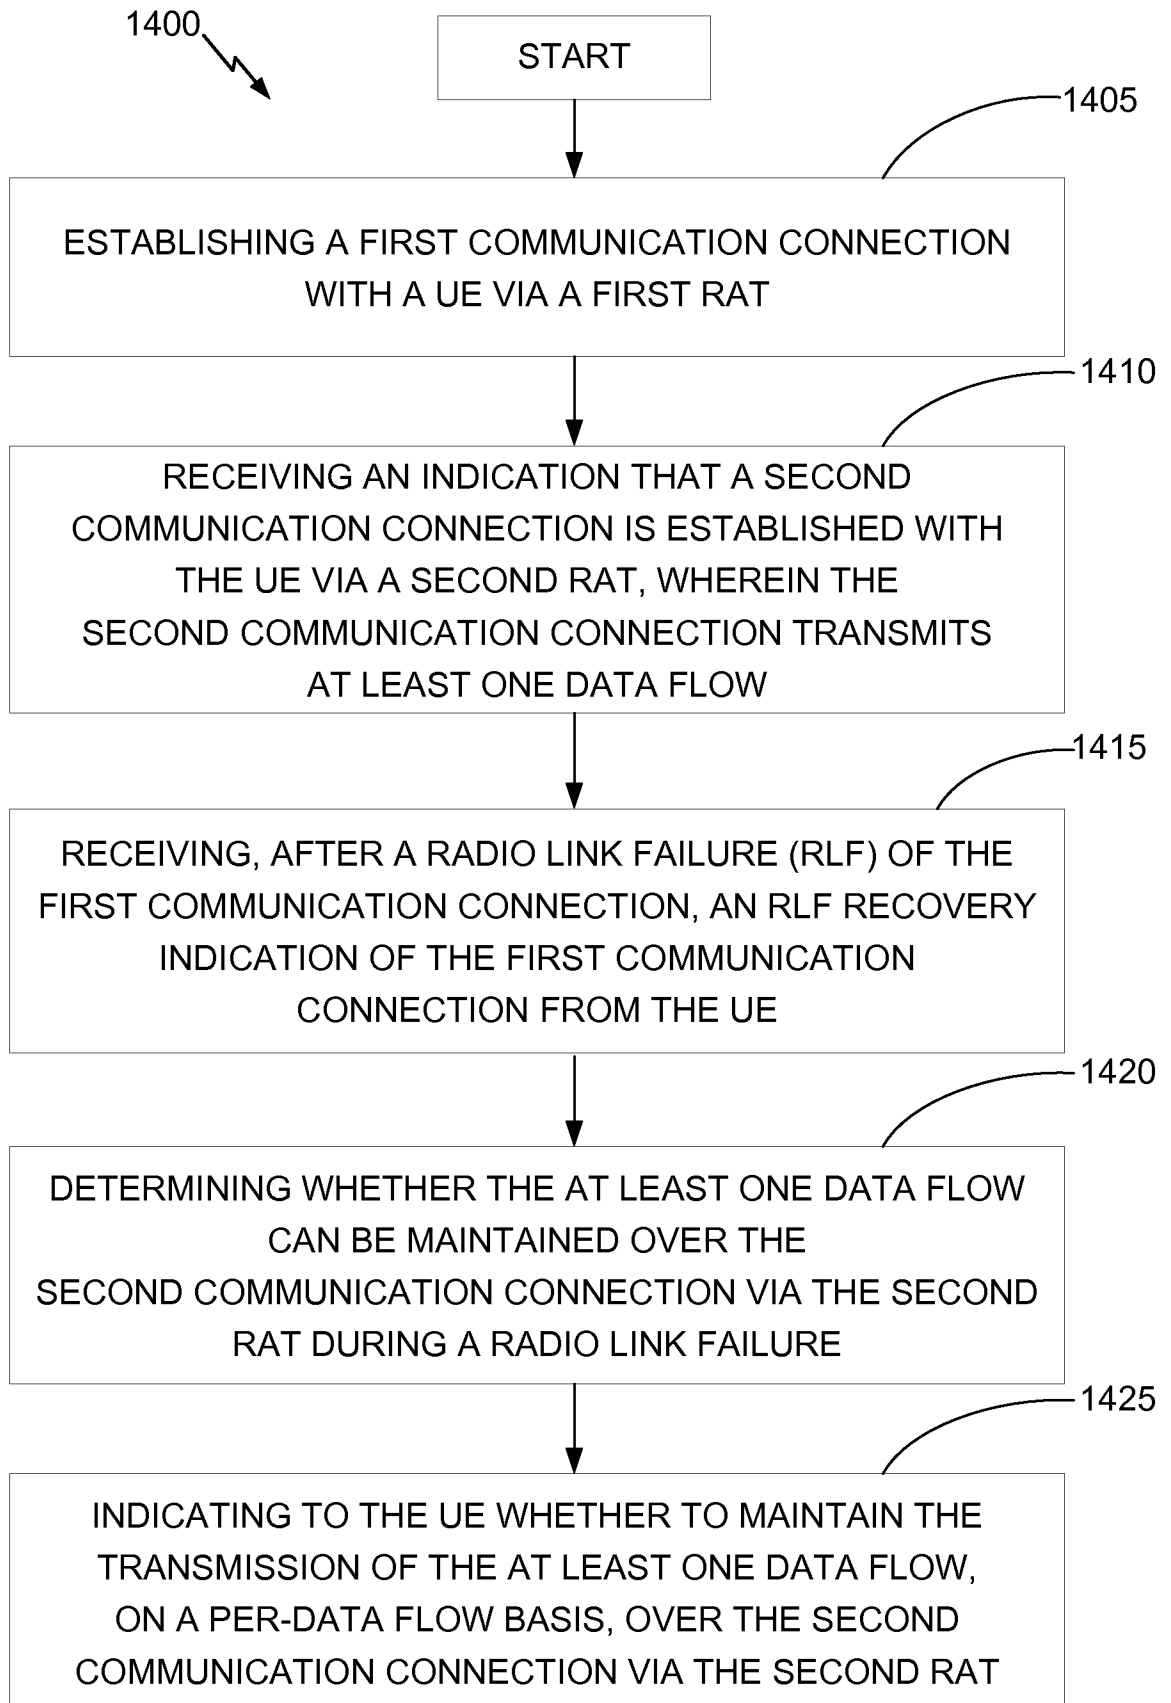 1400
START
1405
ESTABLISHING A FIRST COMMUNICATION CONNECTION
WITH A UE VIA A FIRST RAT
1410
RECEIVING AN INDICATION THAT A SECOND
COMMUNICATION CONNECTION IS ESTABLISHED WITH
THE UE VIA A SECOND RAT, WHEREIN THE
SECOND COMMUNICATION CONNECTION TRANSMITS
AT LEAST ONE DATA FLOW
1415
RECEIVING, AFTER A RADIO LINK FAILURE (RLF) OF THE
FIRST COMMUNICATION CONNECTION, AN RLF RECOVERY
INDICATION OF THE FIRST COMMUNICATION
CONNECTION FROM THE UE
1420
DETERMINING WHETHER THE AT LEAST ONE DATA FLOW
CAN BE MAINTAINED OVER THE
SECOND COMMUNICATION CONNECTION VIA THE SECOND
RAT DURING A RADIO LINK FAILURE
1425
INDICATING TO THE UE WHETHER TO MAINTAIN THE
TRANSMISSION OF THE AT LEAST ONE DATA FLOW,
ON A PER-DATA FLOW BASIS, OVER THE SECOND
COMMUNICATION CONNECTION VIA THE SECOND RAT